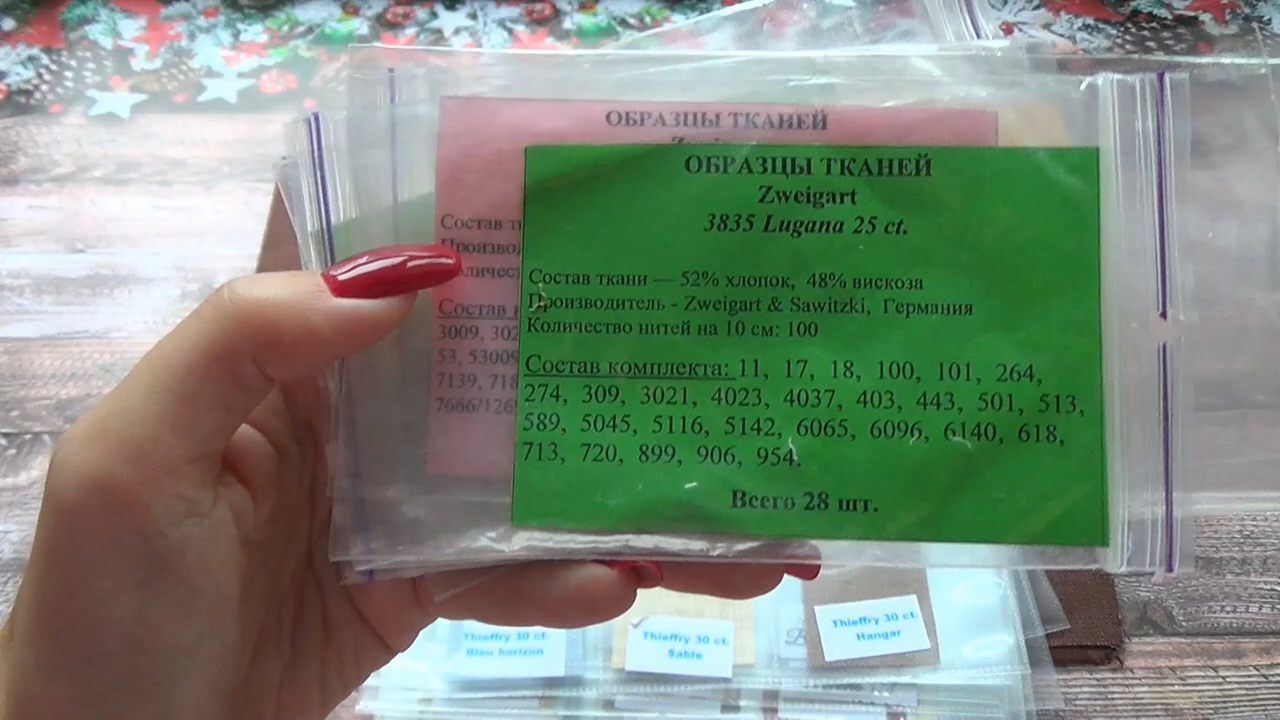 ОБРАЗЦЫ ТКАНЕЙ
Состав
3009,
53, 53009
7139,
ОБРАЗЦЫ ТКАНЕЙ
Zweigart
3835 Lugana 25 ct.
Состав ткани — 52% хлопок, 48% вискоза
Производитель - Zweigart & Sawitzki, Германия
Количество нитей на 10 см: 100
Состав комплекта: 11, 17, 18, 100, 101, 264,
274, 309, 3021, 4023, 4037, 403, 443, 501, 513,
589, 5045, 5116, 5142, 6065, 6096, 6140, 618,
713, 720, 899, 906, 954.
Всего 28 шт.
Thieffry 30 ct.
Bleu horizon
Thieffry 30 ct.
Sable
Thieffry 30 ct.
Hangar